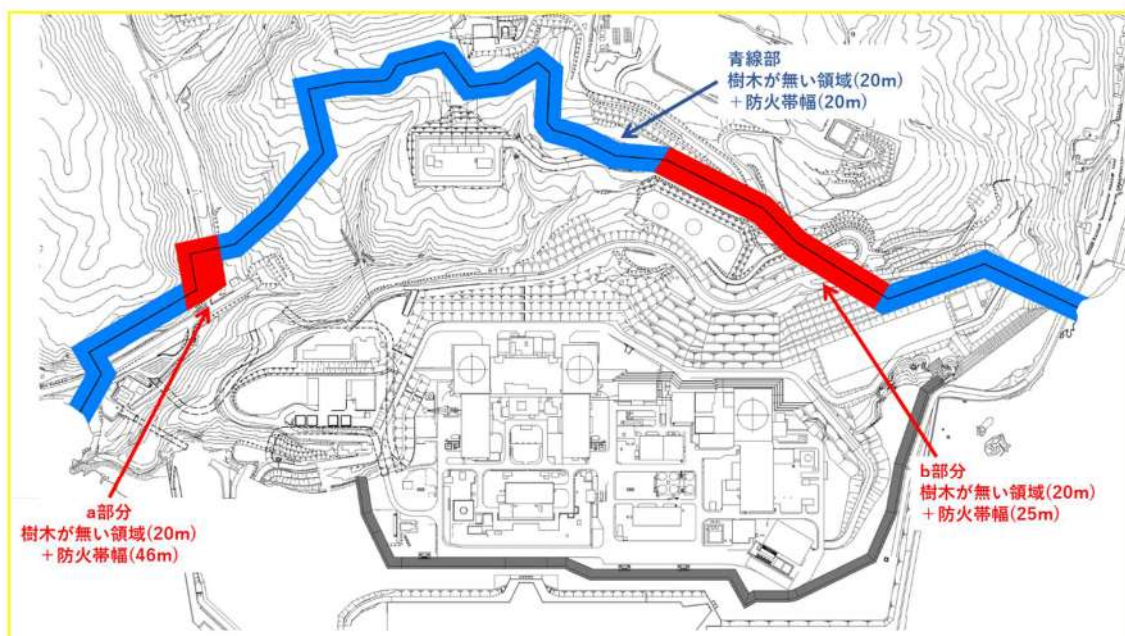 青線部
樹木が無い領域(20m)
＋防火帯幅(20m)
a部分
樹木が無い領域(20m)
＋防火帯幅(46m)
b部分
樹木が無い領域(20m)
＋防火帯幅(25m)